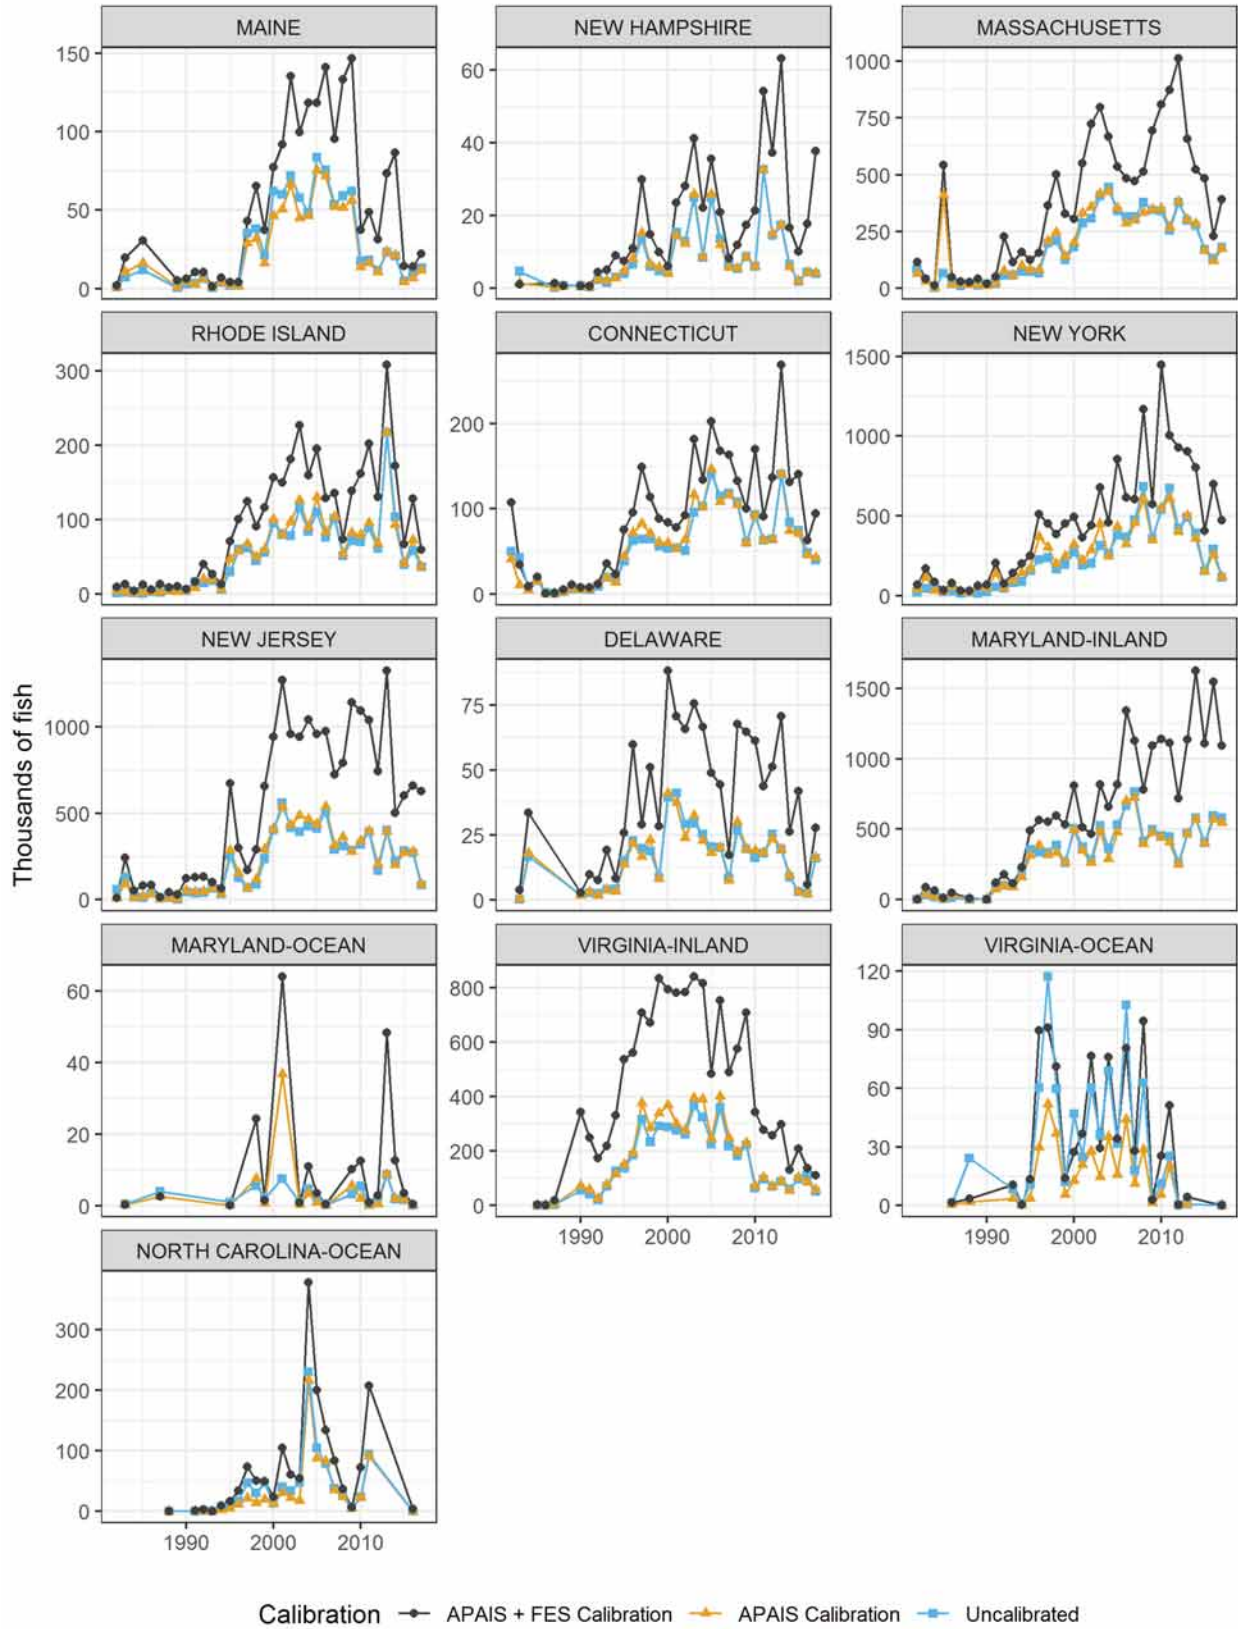 MAINE
NEW HAMPSHIRE
MASSACHUSETTS
150
100
50
0
60
40
20
0
1000
750
500
250
0
RHODE ISLAND
CONNECTICUT
NEW YORK
300
200
100
0
200
100
0
1500
1000
500
0
NEW JERSEY
DELAWARE
MARYLAND-INLAND
1000
500
0
75
50
25
0
1500
1000
500
0
Thousands of fish
MARYLAND-OCEAN
VIRGINIA-INLAND
VIRGINIA-OCEAN
60
40
20
0
800
600
400
200
0
120
90
60
30
0
1990 2000 2010
1990 2000 2010
NORTH CAROLINA-OCEAN
300
200
100
0
1990 2000 2010
Calibration APAIS + FES Calibration APAIS Calibration Uncalibrated